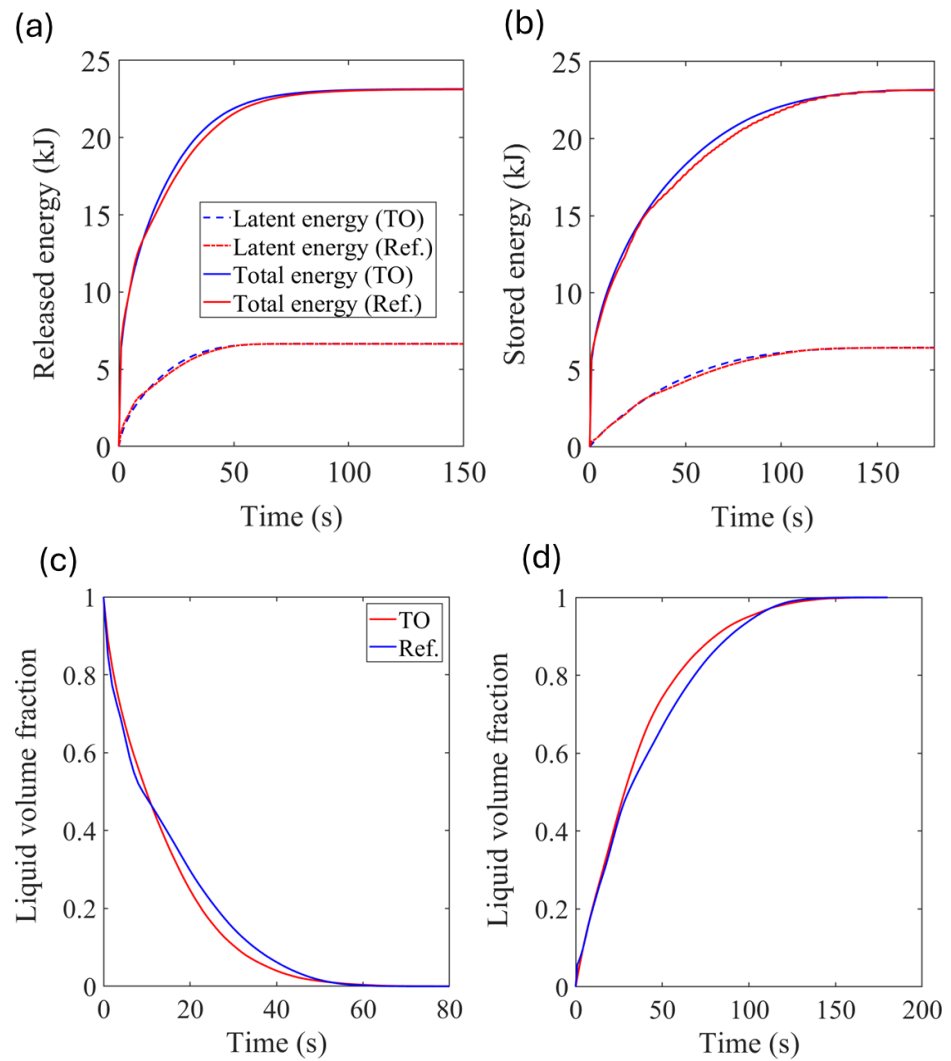 (a)
25
20
15
10
5
0
0 50 100 150
Released energy (kJ)
Time (s)
Latent energy (TO)
Latent energy (Ref.)
Total energy (TO)
Total energy (Ref.)
(b)
25
20
15
10
5
0
0 50 100 150
Stored energy (kJ)
Time (s)
(c)
1
0.8
0.6
0.4
0.2
0
0 20 40 60 80
Liquid volume fraction
Time (s)
TO
Ref.
(d)
1
0.8
0.6
0.4
0.2
0
0 50 100 150 200
Liquid volume fraction
Time (s)